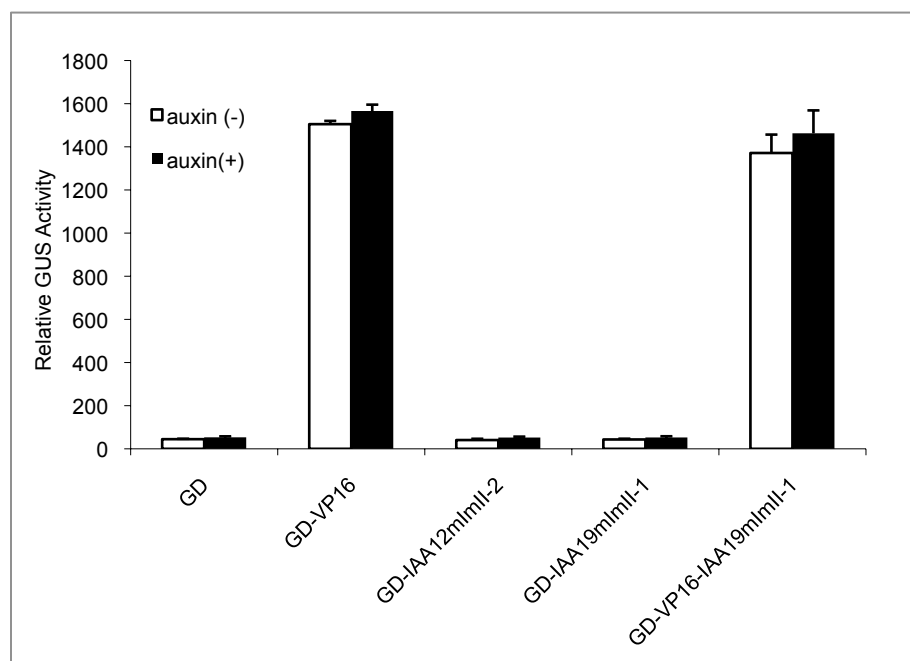 1800
1600
1400
1200
1000
800
600
400
200
0
Relative GUS Activity
auxin (-)
auxin(+)
GD
GD-VP16
GD-IAA12mImII-2
GD-IAA19mImII-1
GD-VP16-IAA19mImII-1